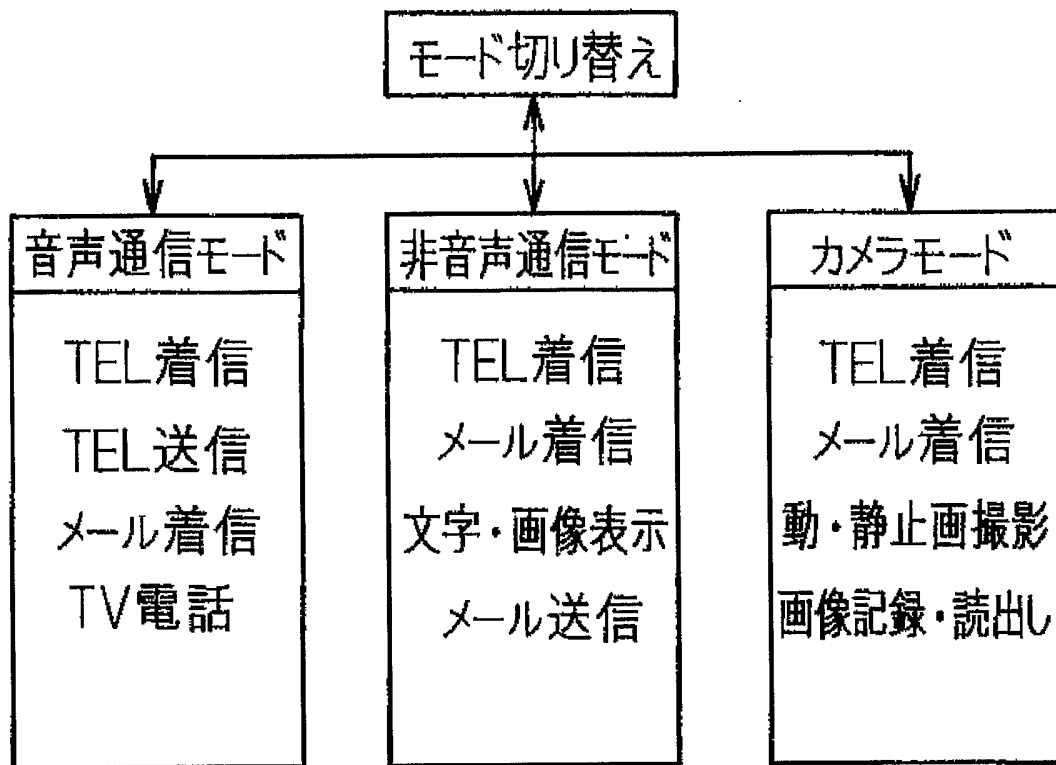 モード切り替え
音声通信モード
TEL着信
TEL送信
メール着信
TV電話
非音声通信モード
TEL着信
メール着信
文字・画像表示
メール送信
カメラモード
TEL着信
メール着信
動・静止画撮影
画像記録・読出し